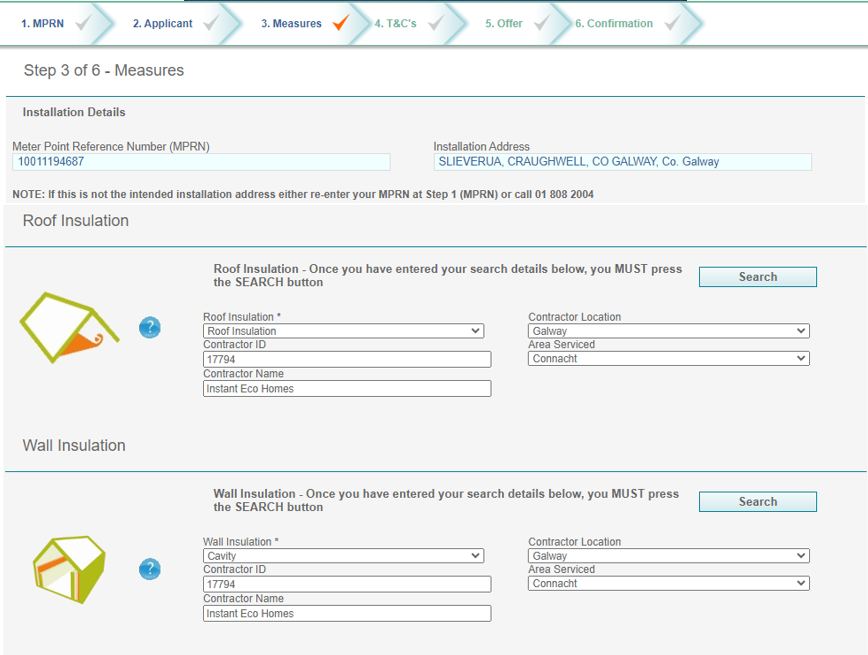 1. MPRN 2. Applicant 3. Measures 4. T&C's 5. Offer 6. Confirmation
Step 3 of 6 - Measures
Installation Details
Meter Point Reference Number (MPRN) Installation Address
10011194687 SLIEVERUA, CRAUGHWELL, CO GALWAY, Co. Galway
NOTE: If this is not the intended installation address either re-enter your MPRN at Step 1 (MPRN) or call 01 808 2004
Roof Insulation
Roof Insulation - Once you have entered your search details below, you MUST press
the SEARCH button
Search
Roof Insulation * Contractor Location
Roof Insulation Galway
Contractor ID Area Serviced
17794 Connacht
Contractor Name
Instant Eco Homes
Wall Insulation
Wall Insulation - Once you have entered your search details below, you MUST press
the SEARCH button
Search
Wall Insulation * Contractor Location
Cavity Galway
Contractor ID Area Serviced
17794 Connacht
Contractor Name
Instant Eco Homes